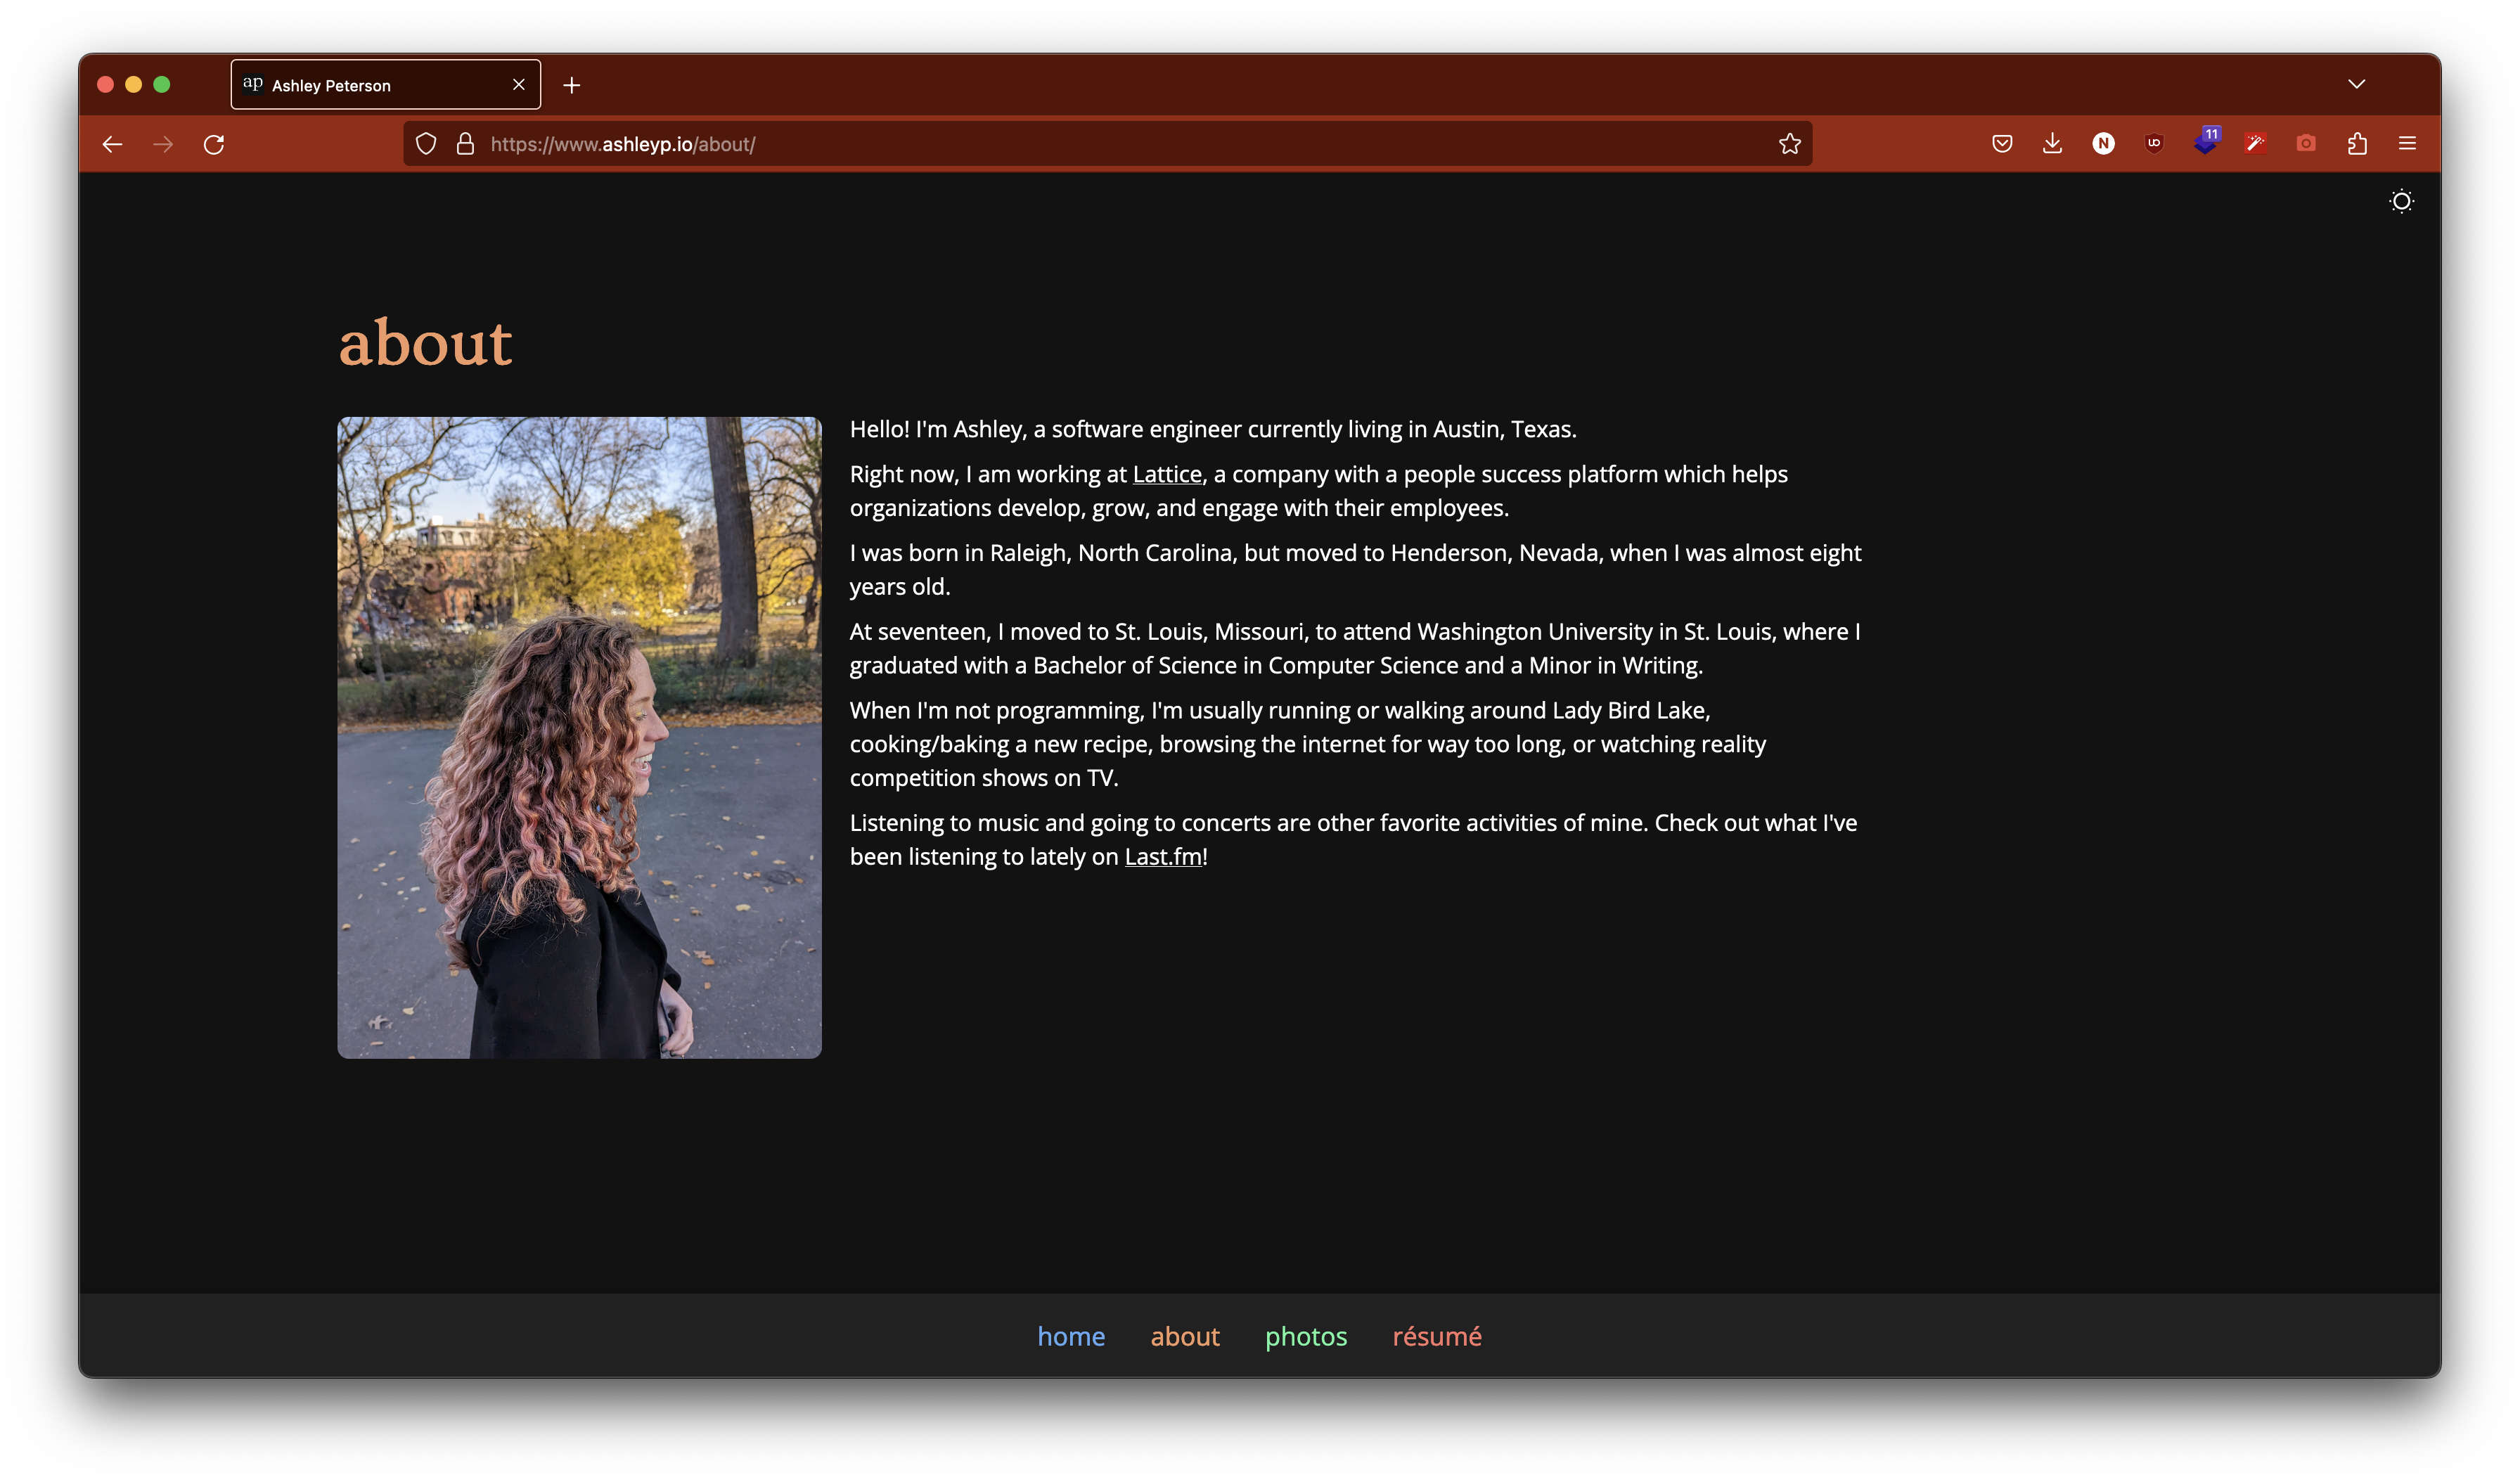 ap Ashley Peterson
https://www.ashleyp.io/about/
N
UO
11
about
Hello! I'm Ashley, a software engineer currently living in Austin, Texas.
Right now, I am working at Lattice, a company with a people success platform which helps
organizations develop, grow, and engage with their employees.
I was born in Raleigh, North Carolina, but moved to Henderson, Nevada, when I was almost eight
years old.
At seventeen, I moved to St. Louis, Missouri, to attend Washington University in St. Louis, where I
graduated with a Bachelor of Science in Computer Science and a Minor in Writing.
When I'm not programming, I'm usually running or walking around Lady Bird Lake,
cooking/baking a new recipe, browsing the internet for way too long, or watching reality
competition shows on TV.
Listening to music and going to concerts are other favorite activities of mine. Check out what I've
been listening to lately on Last.fm!
home about photos résumé